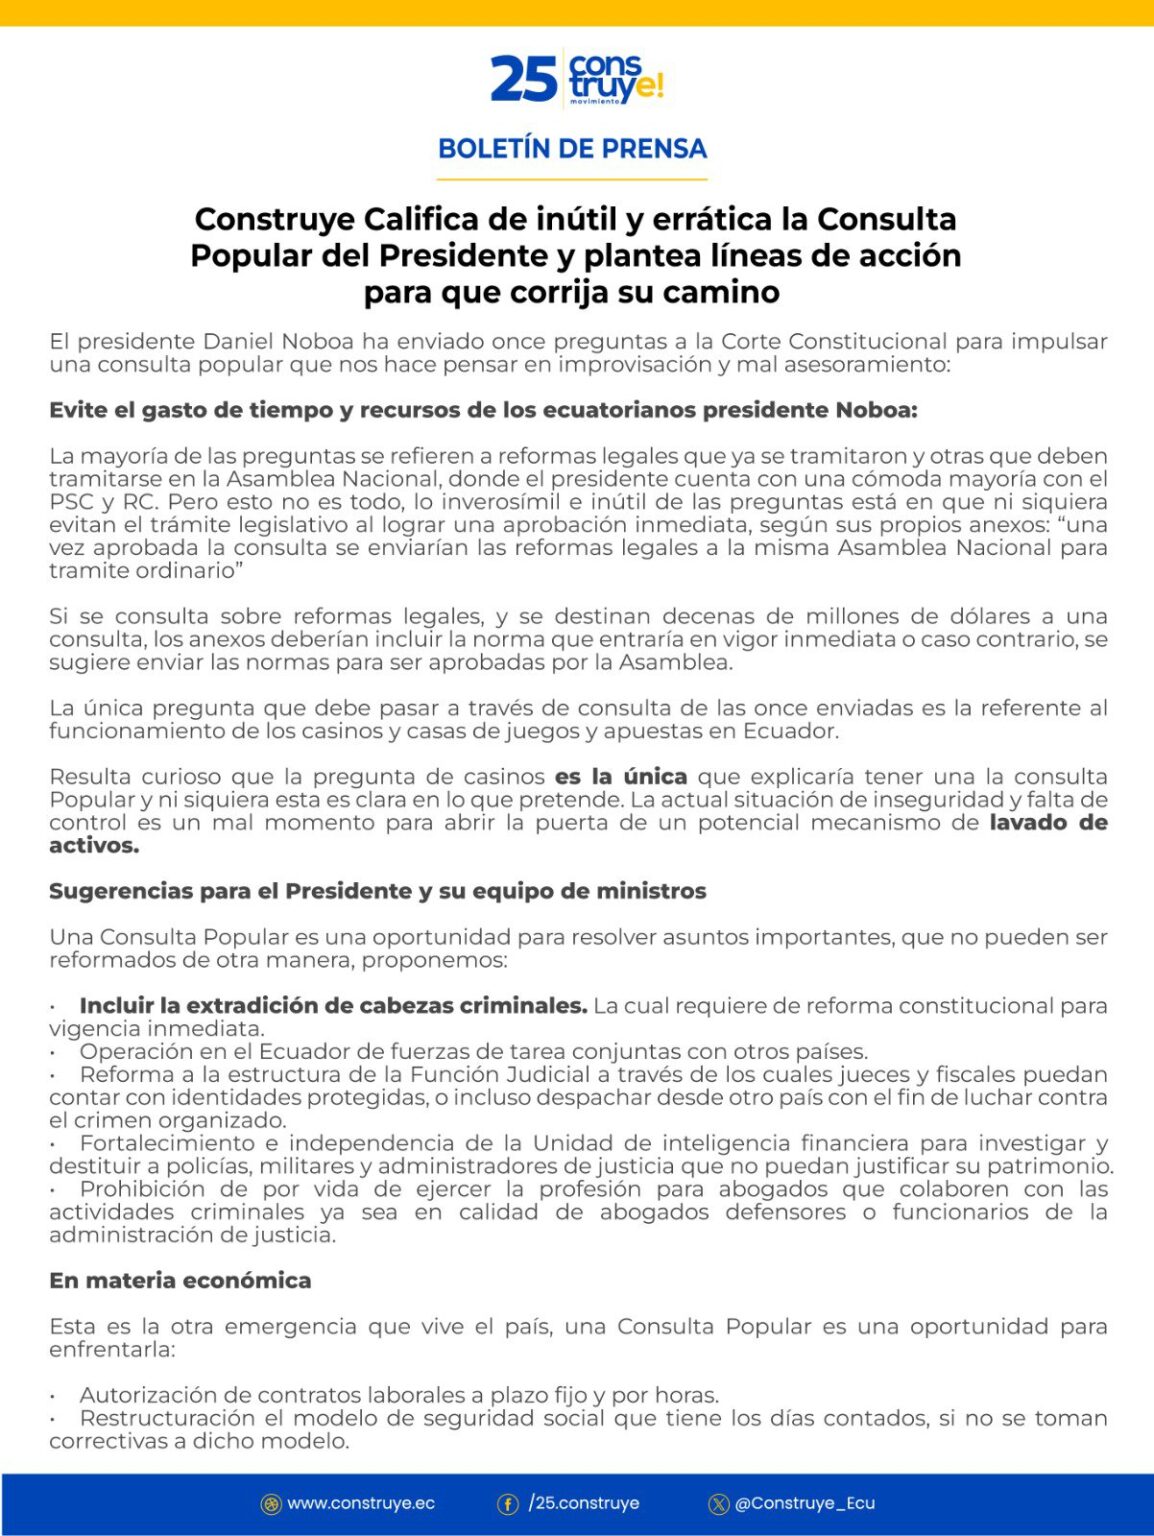 25 cons
truye!
movimiento
BOLETÍN DE PRENSA
Construye Califica de inútil y errática la Consulta
Popular del Presidente y plantea líneas de acción
para que corrija su camino
El presidente Daniel Noboa ha enviado once preguntas a la Corte Constitucional para impulsar
una consulta popular que nos hace pensar en improvisación y mal asesoramiento:
Evite el gasto de tiempo y recursos de los ecuatorianos presidente Noboa:
La mayoría de las preguntas se refieren a reformas legales que ya se tramitaron y otras que deben
tramitarse en la Asamblea Nacional, donde el presidente cuenta con una cómoda mayoría con el
PSC y RC. Pero esto no es todo, lo inverosímil e inútil de las preguntas está en que ni siquiera
evitan el trámite legislativo al lograr una aprobación inmediata, según sus propios anexos: “una
vez aprobada la consulta se enviarían las reformas legales a la misma Asamblea Nacional para
tramite ordinario”
Si se consulta sobre reformas legales, y se destinan decenas de millones de dólares a una
consulta, los anexos deberían incluir la norma que entraría en vigor inmediata o caso contrario, se
sugiere enviar las normas para ser aprobadas por la Asamblea.
La única pregunta que debe pasar a través de consulta de las once enviadas es la referente al
funcionamiento de los casinos y casas de juegos y apuestas en Ecuador.
Resulta curioso que la pregunta de casinos es la única que explicaría tener una la consulta
Popular y ni siquiera esta es clara en lo que pretende. La actual situación de inseguridad y falta de
control es un mal momento para abrir la puerta de un potencial mecanismo de lavado de
activos.
Sugerencias para el Presidente y su equipo de ministros
Una Consulta Popular es una oportunidad para resolver asuntos importantes, que no pueden ser
reformados de otra manera, proponemos:
· Incluir la extradición de cabezas criminales. La cual requiere de reforma constitucional para
vigencia inmediata.
· Operación en el Ecuador de fuerzas de tarea conjuntas con otros países.
· Reforma a la estructura de la Función Judicial a través de los cuales jueces y fiscales puedan
contar con identidades protegidas, o incluso despachar desde otro país con el fin de luchar contra
el crimen organizado.
· Fortalecimiento e independencia de la Unidad de inteligencia financiera para investigar y
destituir a policías, militares y administradores de justicia que no puedan justificar su patrimonio.
· Prohibición de por vida de ejercer la profesión para abogados que colaboren con las
actividades criminales ya sea en calidad de abogados defensores o funcionarios de la
administración de justicia.
En materia económica
Esta es la otra emergencia que vive el país, una Consulta Popular es una oportunidad para
enfrentarla:
· Autorización de contratos laborales a plazo fijo y por horas.
· Restructuración el modelo de seguridad social que tiene los días contados, si no se toman
correctivas a dicho modelo.
www.construye.ec /25.construye @Construye_Ecu